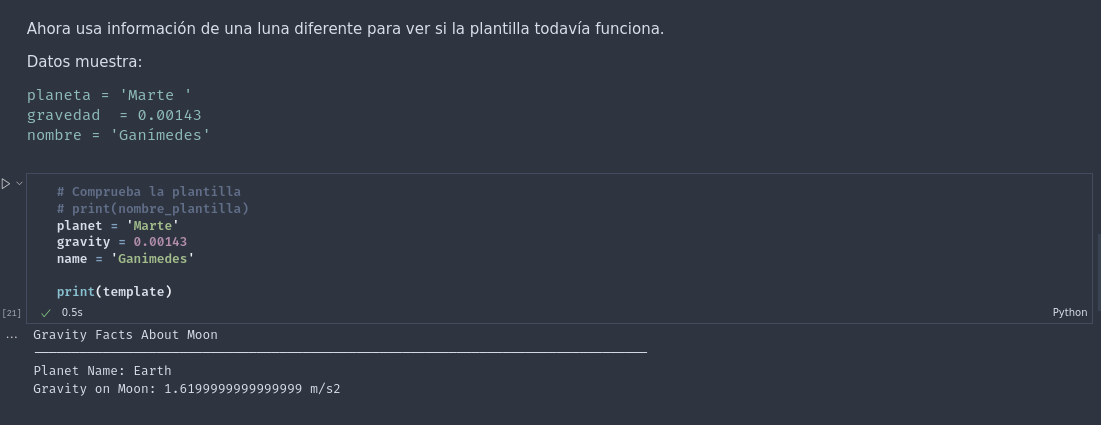 Ahora usa información de una luna diferente para ver si la plantilla todavía funciona.
Datos muestra:
planeta = 'Marte '
gravedad  = 0.00143
nombre = 'Ganímedes'
# Comprueba la plantilla
# print(nombre_plantilla)
planet = 'Marte'
gravity = 0.00143
name = 'Ganimedes'
print(template)
[21] 0.5s Python
... Gravity Facts About Moon
--------------------------------------------------------------------------------
Planet Name: Earth
Gravity on Moon: 1.6199999999999999 m/s2